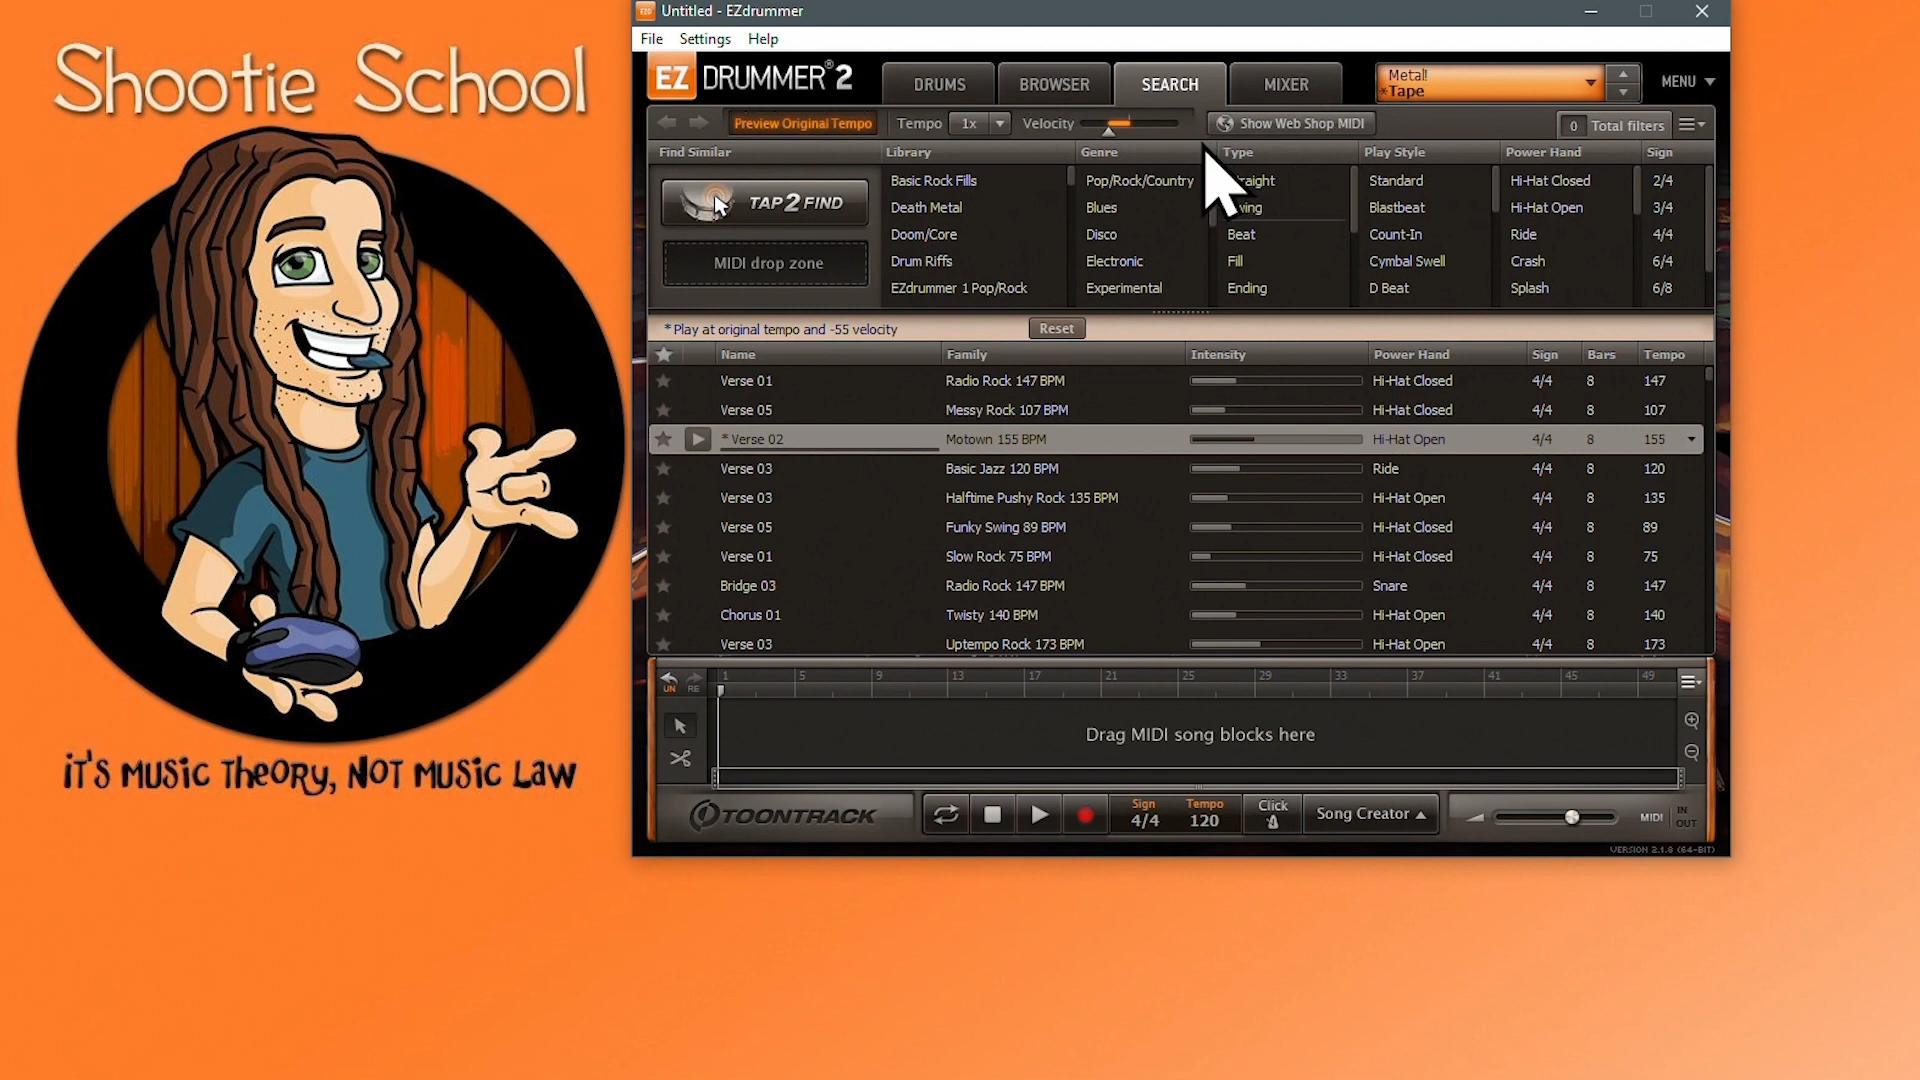 Shootie School
iT'S MUSIC THEORY, NOT MUSIC LAW
Untitled - EZdrummer
File Settings Help
EZ DRUMMER® 2
DRUMS BROWSER SEARCH MIXER
Metal!
*Tape
MENU
Preview Original Tempo Tempo 1x Velocity Show Web Shop MIDI 0 Total filters
Find Similar Library Genre Type Play Style Power Hand Sign
TAP 2 FIND
MIDI drop zone
Basic Rock Fills Pop/Rock/Country Standard Hi-Hat Closed 2/4
Death Metal Blues Blastbeat Hi-Hat Open 3/4
Doom/Core Disco Beat Count-In Ride 4/4
Drum Riffs Electronic Fill Cymbal Swell Crash 6/4
EZdrummer 1 Pop/Rock Experimental Ending D Beat Splash 6/8
*Play at original tempo and -55 velocity Reset
Name Family Intensity Power Hand Sign Bars Tempo
Verse 01 Radio Rock 147 BPM Hi-Hat Closed 4/4 8 147
Verse 05 Messy Rock 107 BPM Hi-Hat Closed 4/4 8 107
* Verse 02 Motown 155 BPM Hi-Hat Open 4/4 8 155
Verse 03 Basic Jazz 120 BPM Ride 4/4 8 120
Verse 03 Halftime Pushy Rock 135 BPM Hi-Hat Open 4/4 8 135
Verse 05 Funky Swing 89 BPM Hi-Hat Closed 4/4 8 89
Verse 01 Slow Rock 75 BPM Hi-Hat Closed 4/4 8 75
Bridge 03 Radio Rock 147 BPM Snare 4/4 8 147
Chorus 01 Twisty 140 BPM Hi-Hat Open 4/4 8 140
Verse 03 Uptempo Rock 173 BPM Hi-Hat Open 4/4 8 173
UN RE
1 5 9 13 17 21 25 29 33 37 41 45 49
Drag MIDI song blocks here
TOONTRACK
Sign 4/4
Tempo 120
Click
Song Creator
MIDI IN OUT
VERSION 2.1.8 (64-BIT)